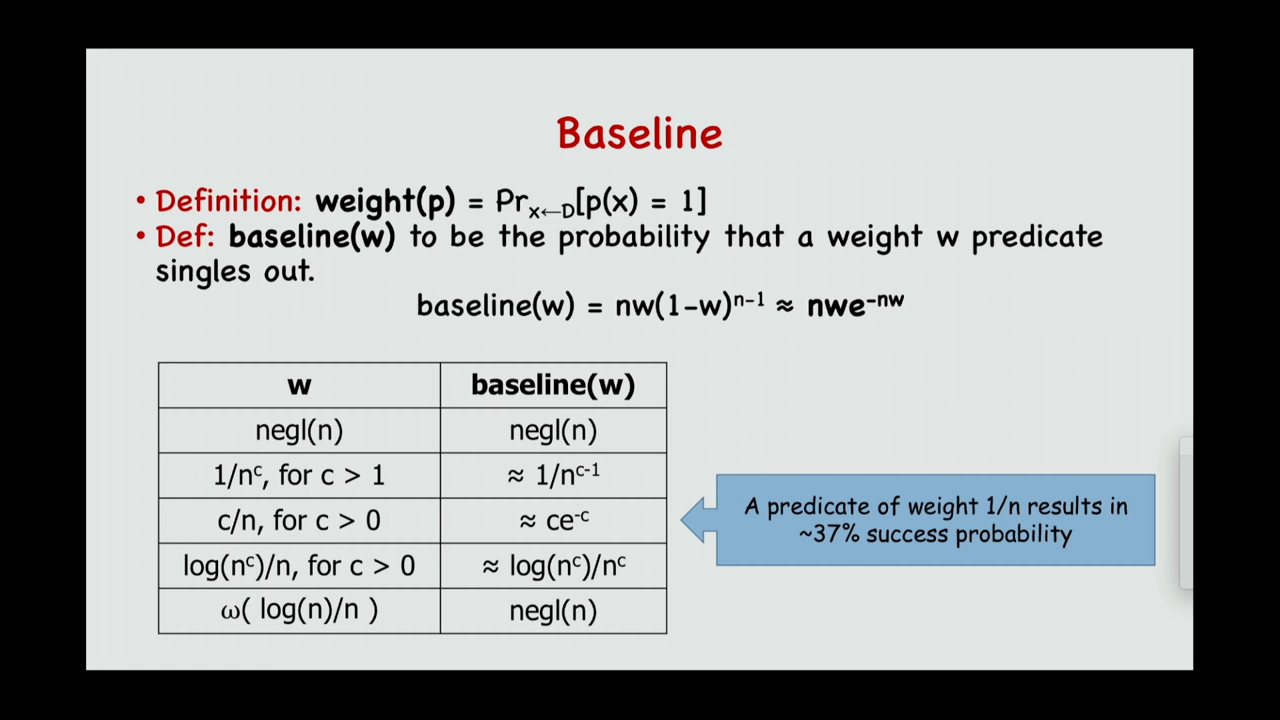 Baseline
• Definition: weight(p) = Prₓ←D[p(x) = 1]
• Def: baseline(w) to be the probability that a weight w predicate
singles out.
baseline(w) = nw(1-w)ⁿ⁻¹ ≈ nwe⁻ⁿʷ
w baseline(w)
negl(n) negl(n)
1/nᶜ, for c > 1 ≈ 1/nᶜ⁻¹
c/n, for c > 0 ≈ ce⁻ᶜ
log(nᶜ)/n, for c > 0 ≈ log(nᶜ)/nᶜ
ω( log(n)/n ) negl(n)
A predicate of weight 1/n results in
~37% success probability